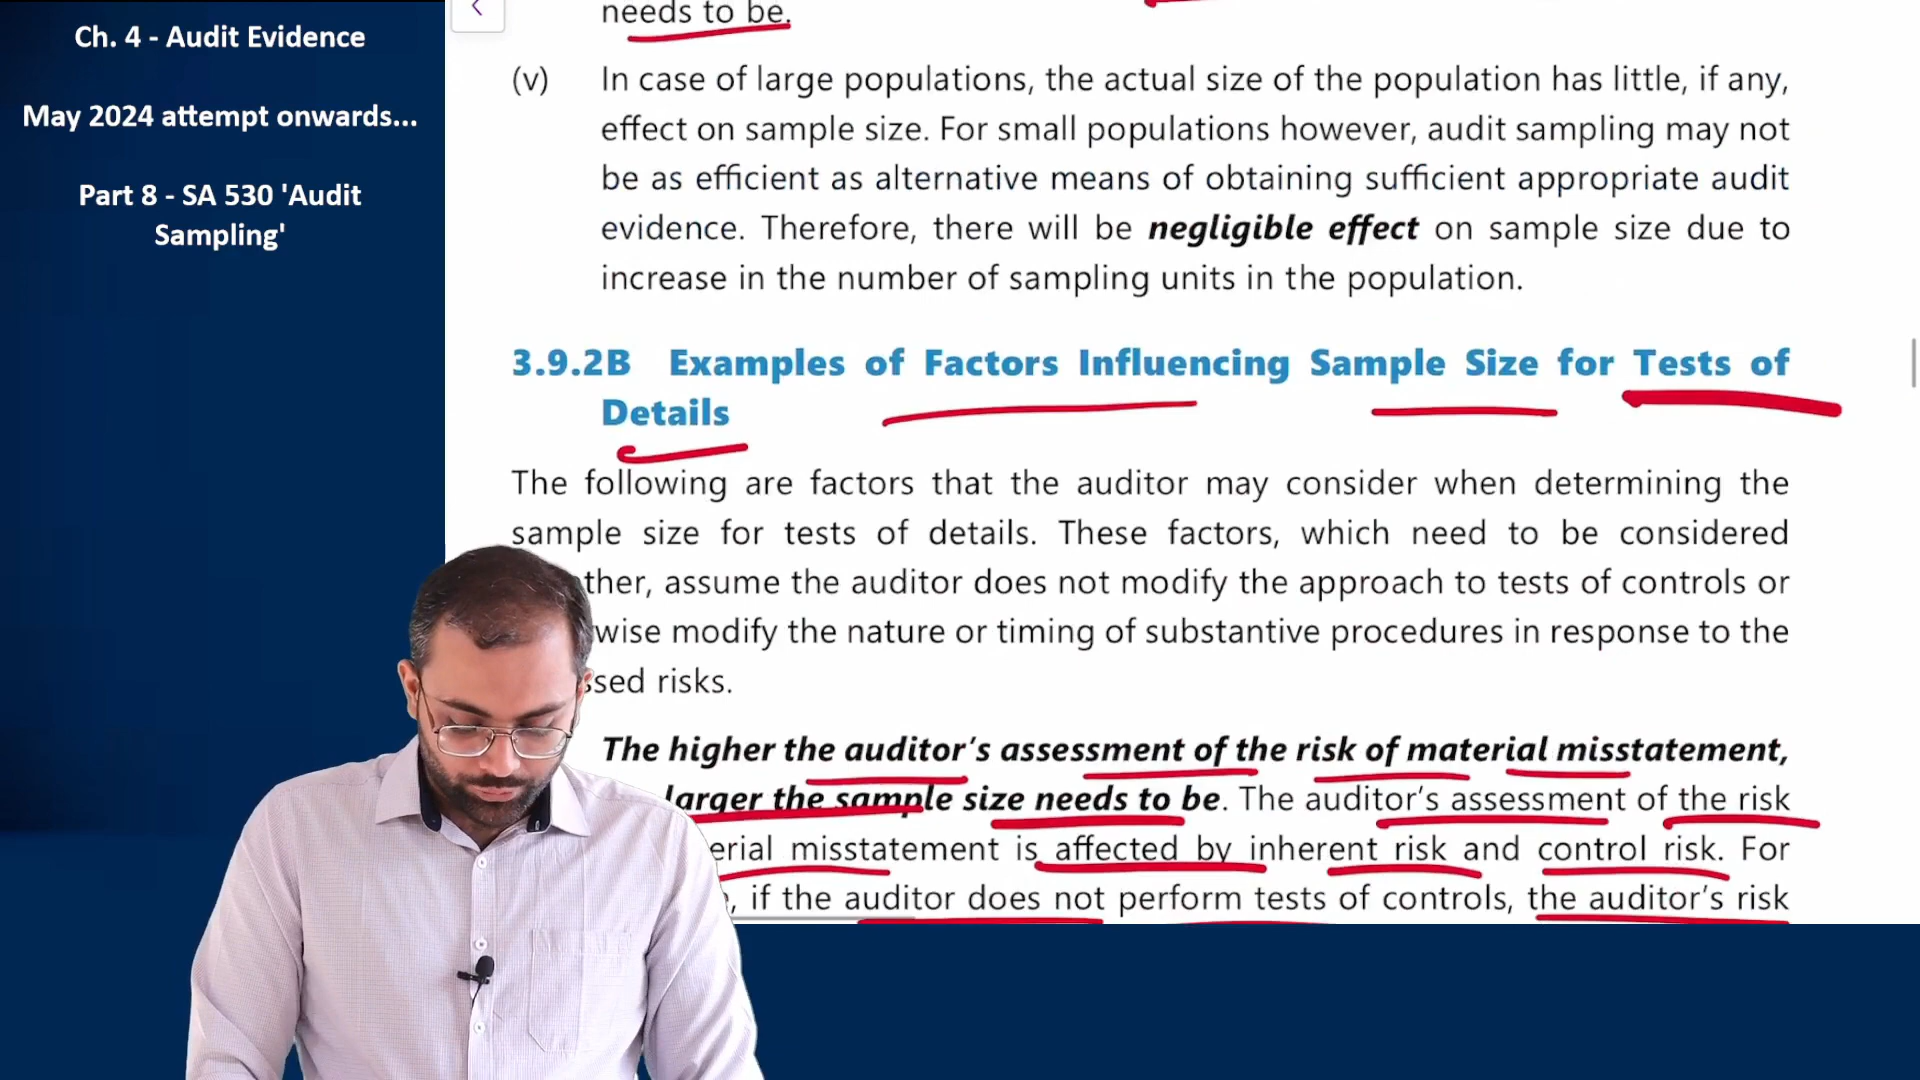 Ch. 4 - Audit Evidence
May 2024 attempt onwards...
Part 8 - SA 530 'Audit
Sampling'
needs to be.
(v) In case of large populations, the actual size of the population has little, if any,
effect on sample size. For small populations however, audit sampling may not
be as efficient as alternative means of obtaining sufficient appropriate audit
evidence. Therefore, there will be negligible effect on sample size due to
increase in the number of sampling units in the population.
3.9.2B Examples of Factors Influencing Sample Size for Tests of
Details
The following are factors that the auditor may consider when determining the
sample size for tests of details. These factors, which need to be considered
ther, assume the auditor does not modify the approach to tests of controls or
wise modify the nature or timing of substantive procedures in response to the
sed risks.
The higher the auditor's assessment of the risk of material misstatement,
larger the sample size needs to be. The auditor's assessment of the risk
erial misstatement is affected by inherent risk and control risk. For
, if the auditor does not perform tests of controls, the auditor's risk